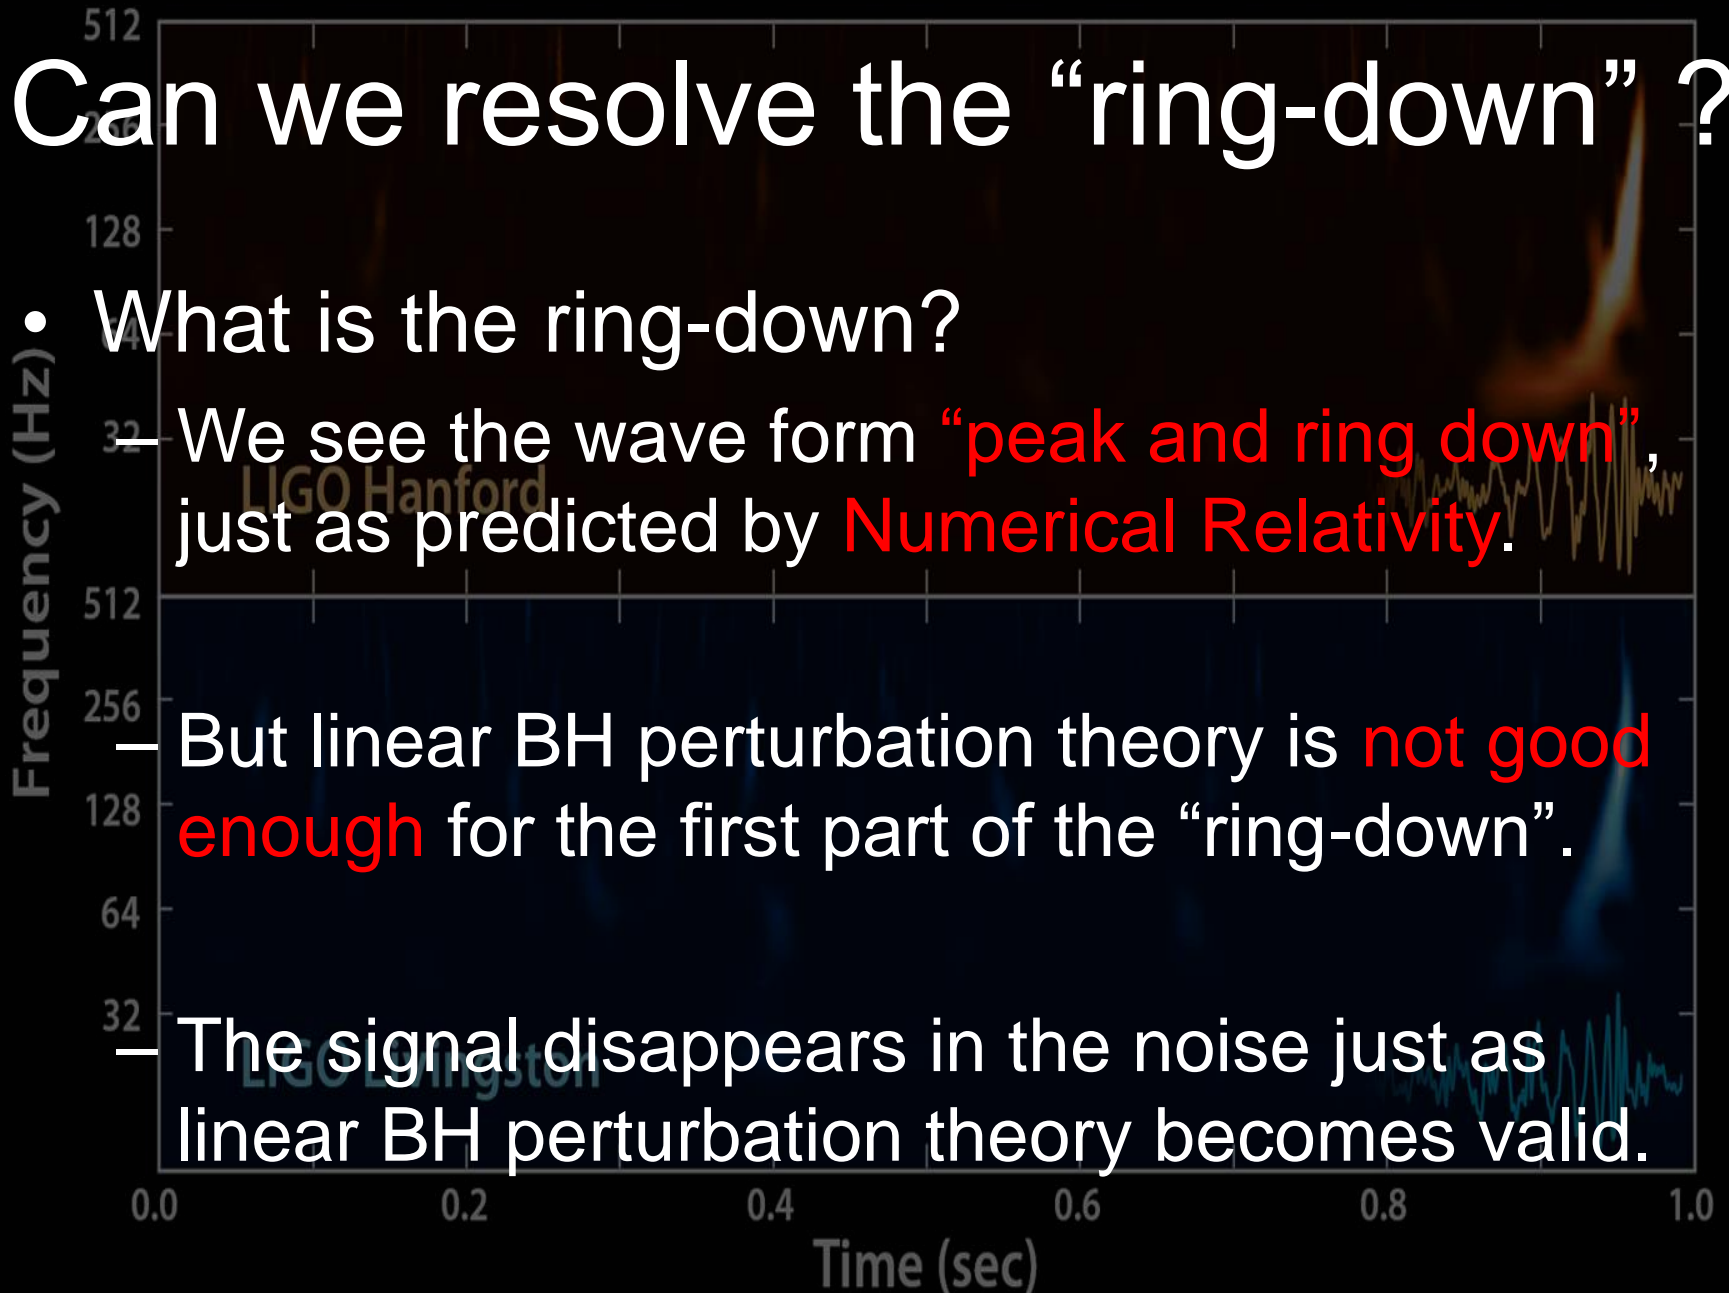 512
Can we resolve the “ring-down” ?
256
128
• What is the ring-down?
64
– We see the wave form “peak and ring down”,
32
LIGO Hanford
just as predicted by Numerical Relativity.
Frequency (Hz)
512
256
– But linear BH perturbation theory is not good
128
enough for the first part of the “ring-down”.
64
32
– The signal disappears in the noise just as
LIGO Livingston
linear BH perturbation theory becomes valid.
0.0 0.2 0.4 0.6 0.8 1.0
Time (sec)